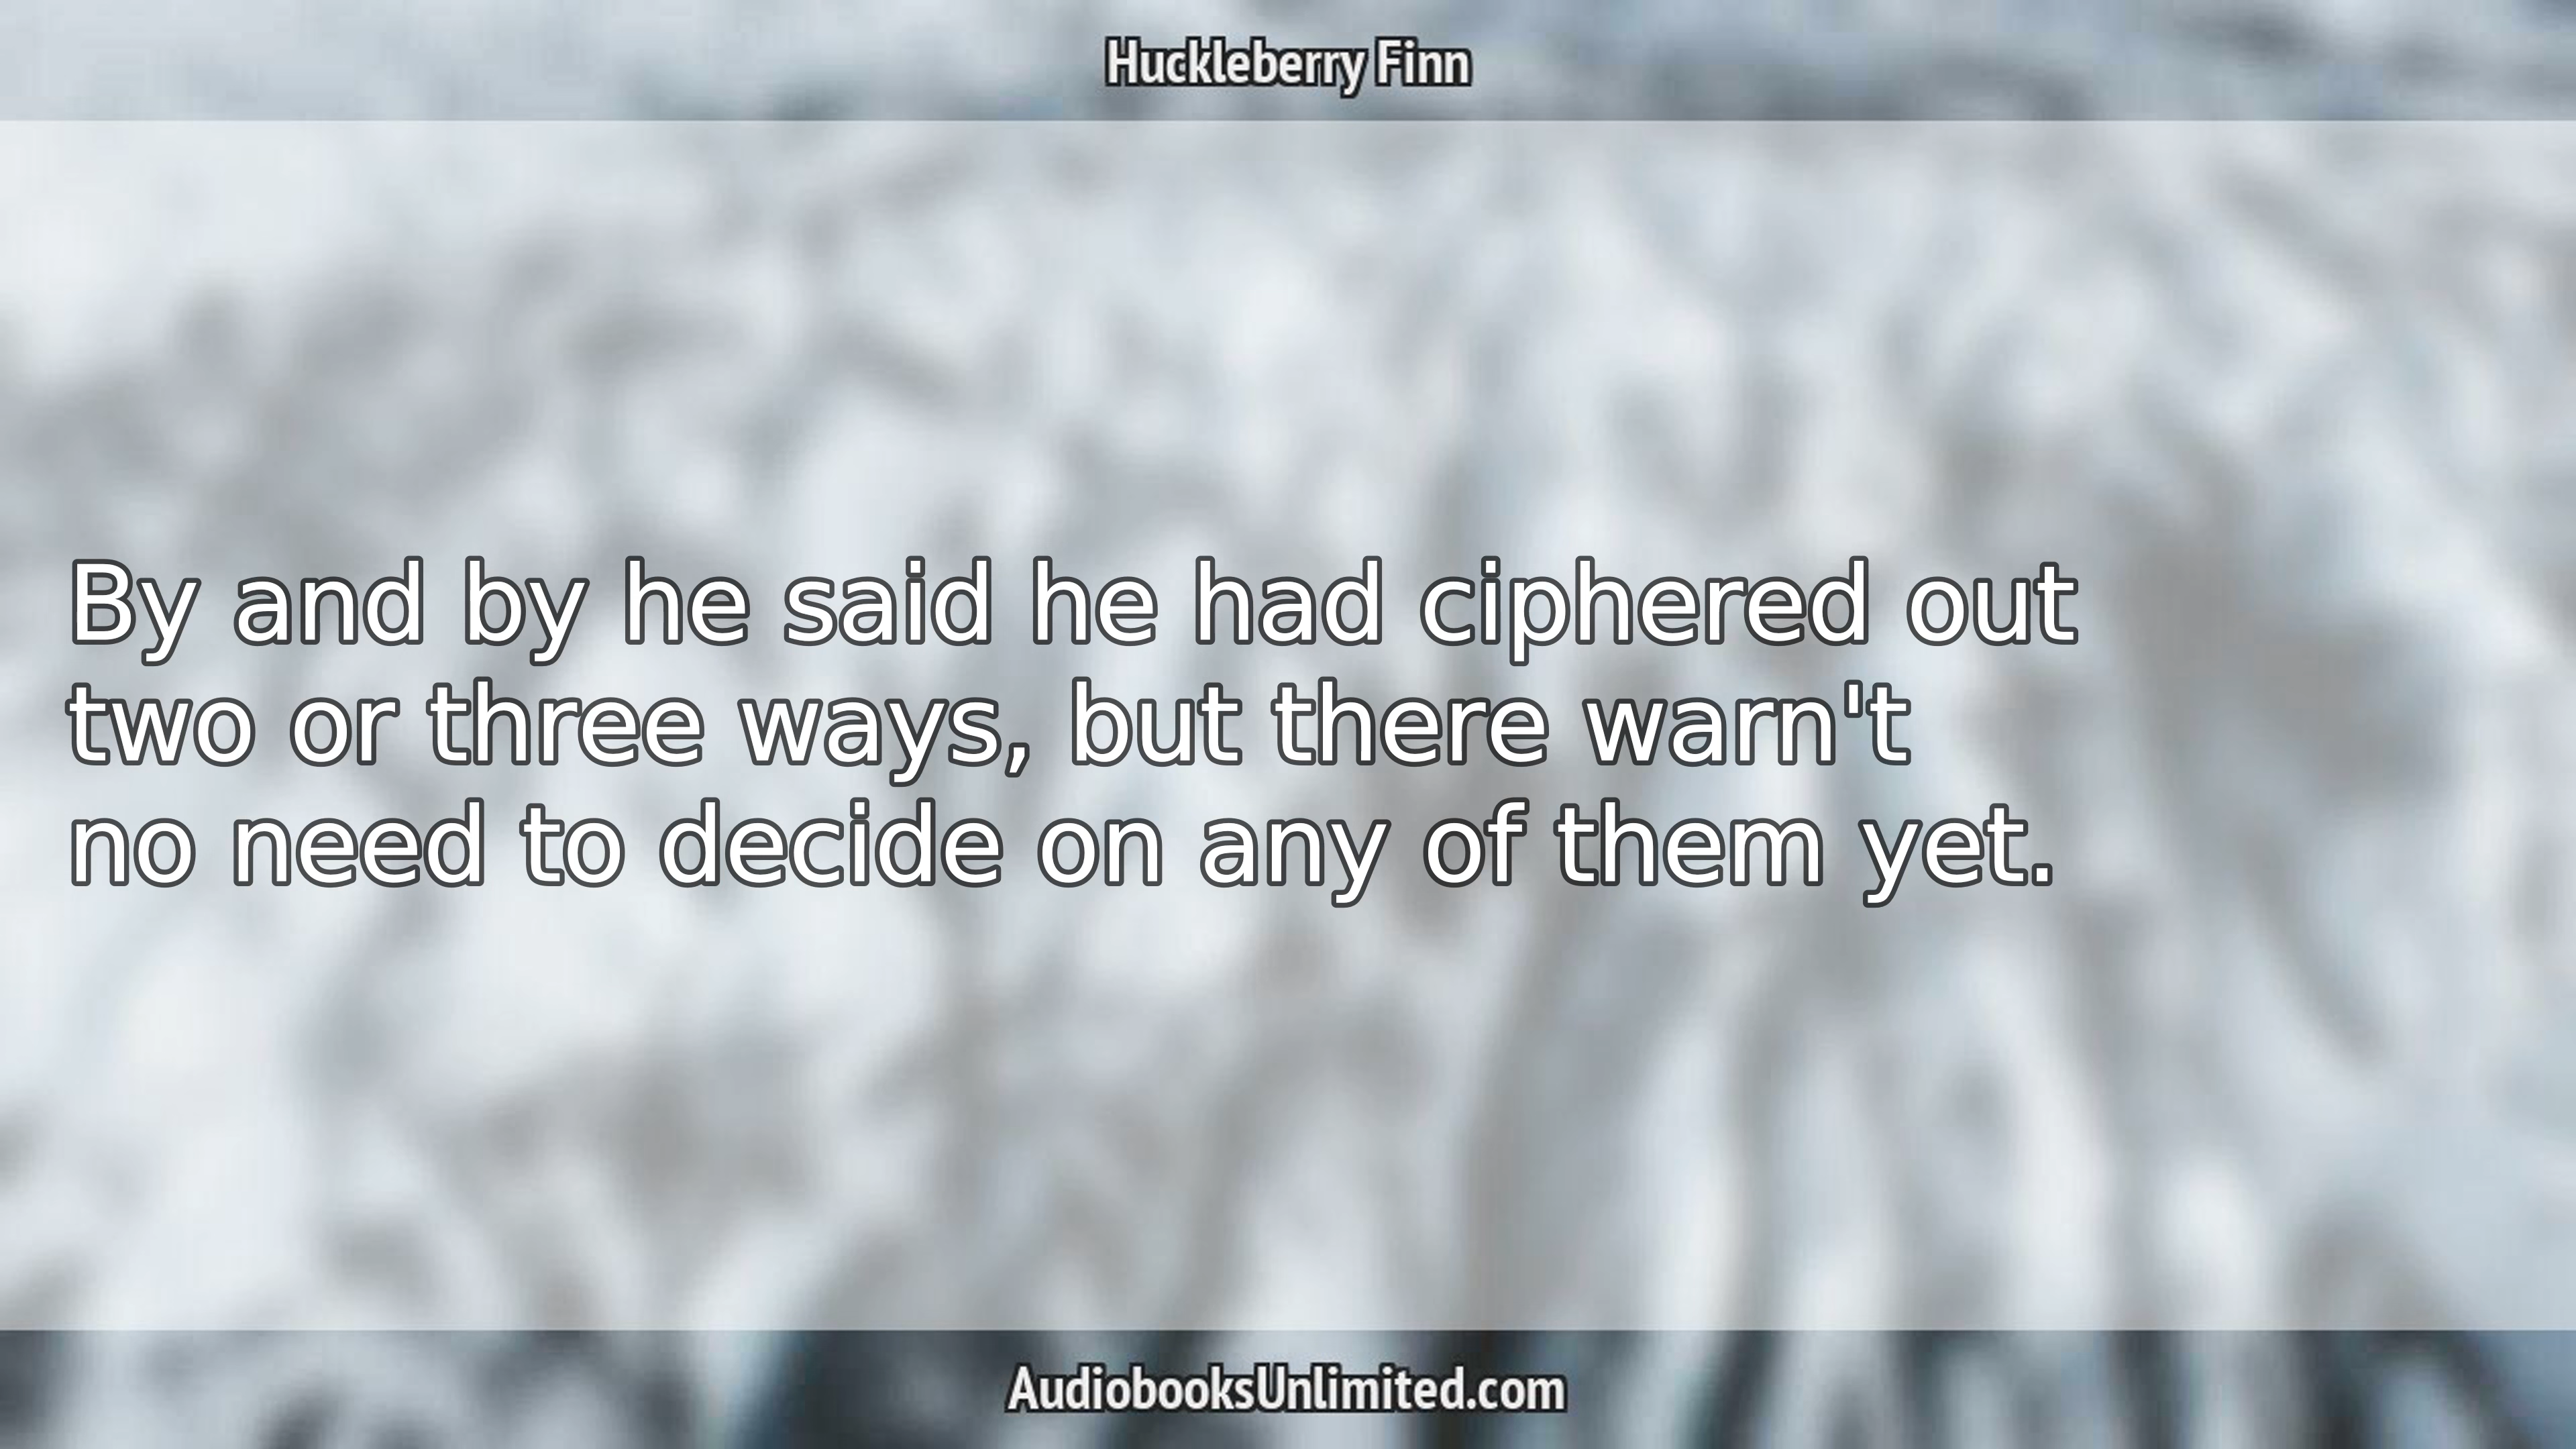 Huckleberry Finn
By and by he said he had ciphered out
two or three ways, but there warn't
no need to decide on any of them yet.
AudiobooksUnlimited.com